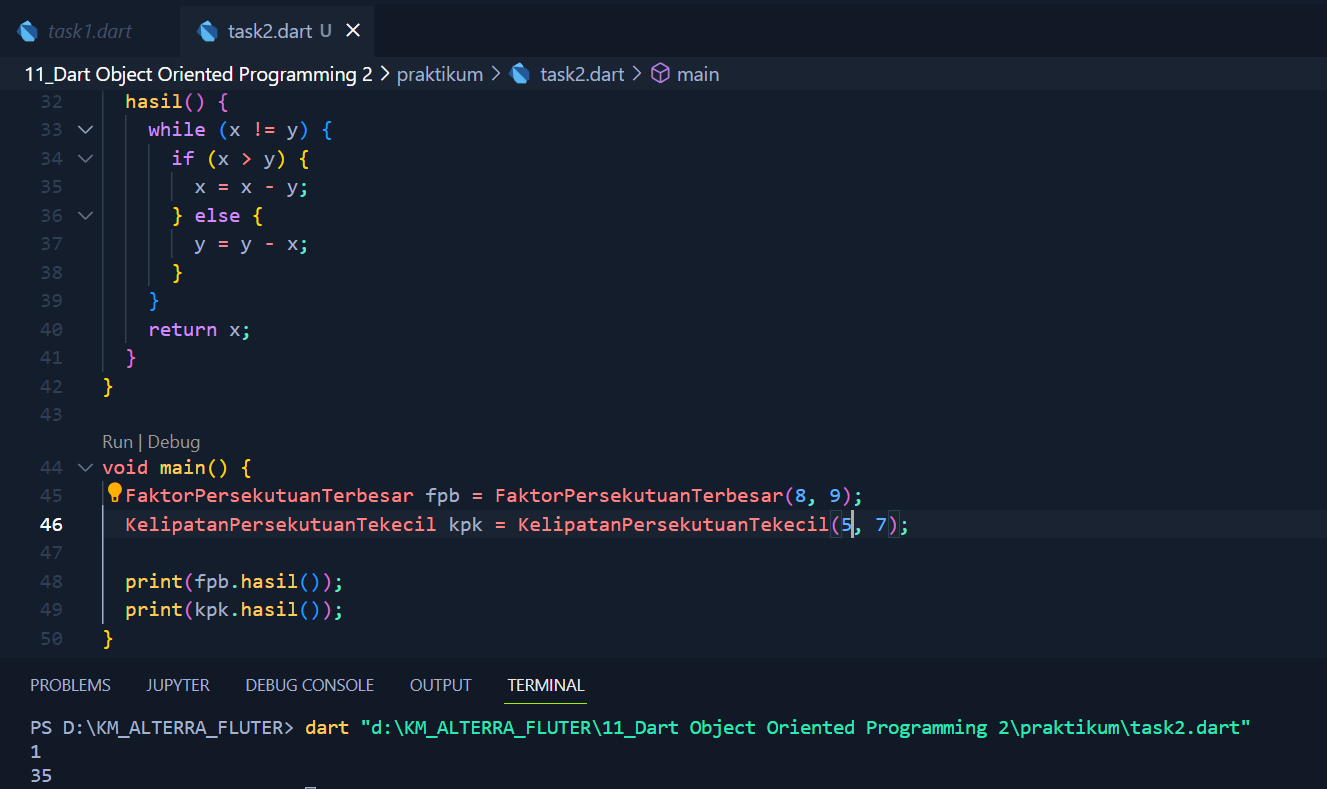 task1.dart task2.dart U
11_Dart Object Oriented Programming 2 > praktikum > task2.dart > main
32 hasil() {
33 while (x != y) {
34 if (x > y) {
35 x = x - y;
36 } else {
37 y = y - x;
38 }
39 }
40 return x;
41 }
42 }
43
Run | Debug
44 void main() {
45 FaktorPersekutuanTerbesar fpb = FaktorPersekutuanTerbesar(8, 9);
46 KelipatanPersekutuanTekecil kpk = KelipatanPersekutuanTekecil(5, 7);
47
48 print(fpb.hasil());
49 print(kpk.hasil());
50 }
PROBLEMS JUPYTER DEBUG CONSOLE OUTPUT TERMINAL
PS D:\KM_ALTERRA_FLUTER> dart "d:\KM_ALTERRA_FLUTER\11_Dart Object Oriented Programming 2\praktikum\task2.dart"
1
35